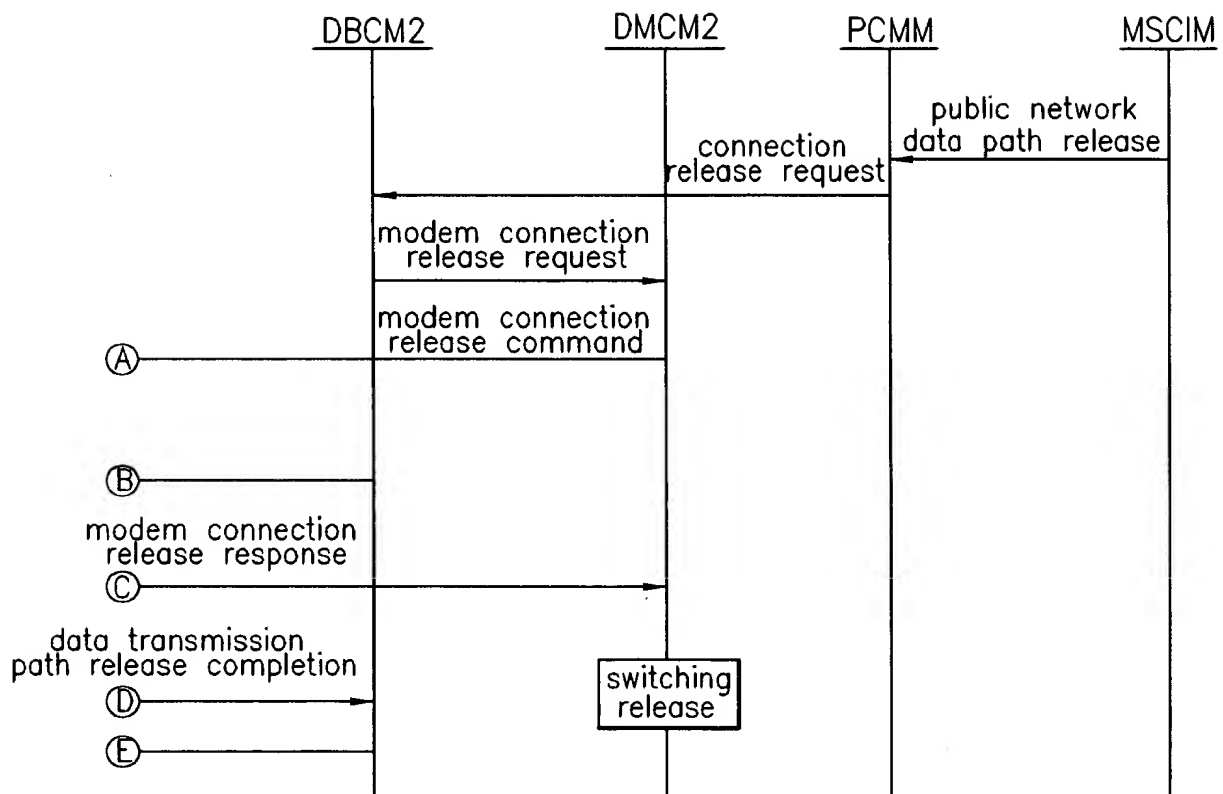 DBCM2 DMCM2 PCMM MSCIM
public network
data path release
connection
release request
modem connection
release request
modem connection
release command
A
B
modem connection
release response
C
data transmission
path release completion
switching
release
D
E